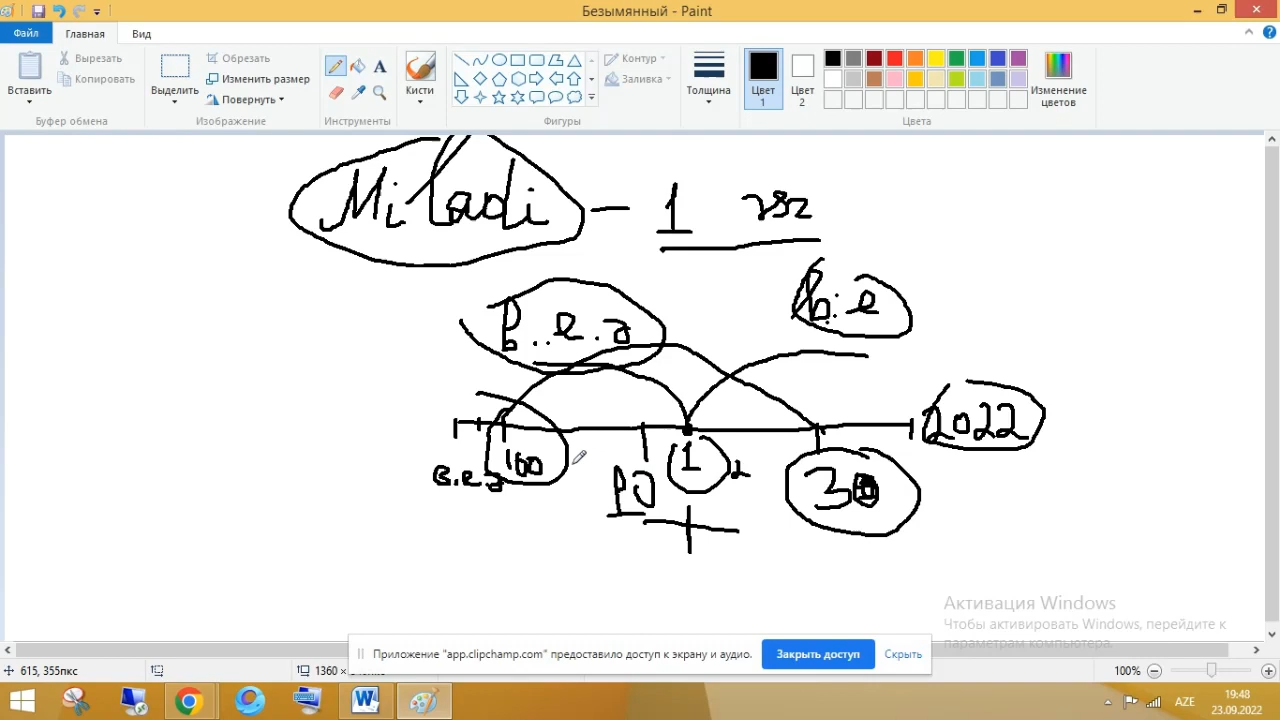 Безымянный - Paint
Файл Главная Вид
Вставить
Вырезать
Копировать
Буфер обмена
Выделить
Обрезать
Изменить размер
Повернуть
Изображение
Инструменты
Кисти
Фигуры
Контур
Заливка
Толщина
Цвет 1
Цвет 2
Изменение цветов
Цвета
Miladi - 1
b.e
2022
100
1 2
Активация Windows
Чтобы активировать Windows, перейдите к
параметрам компьютера.
Приложение "app.clipchamp.com" предоставило доступ к экрану и аудио.
Закрыть доступ
Скрыть
615, 355пкс
1360 ×
100%
AZE
19:48
23.09.2022